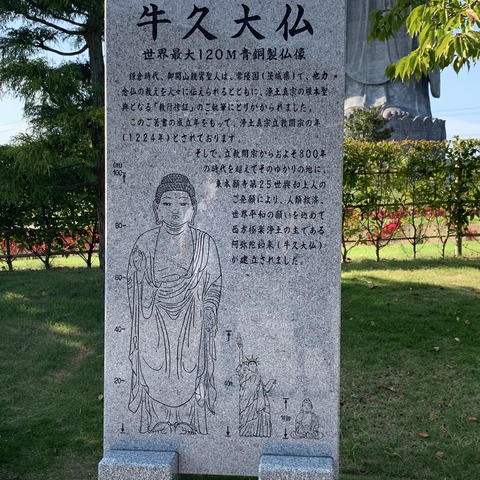 牛久大仏
世界最大120M青銅製仏像
鎌倉時代、御開山親鸞聖人は、常陸国(茨城県)で、他力
念仏の教えを人々に伝えられるとともに、浄土真宗の根本聖
典となる「教行信証」のご執筆にとりかかられました。
このご著書の成立年をもって、浄土真宗立教開宗の年
(1224年)とされております。
そして、立教開宗からおよそ800年
の時代を超えてそのゆかりの地に、
東本願寺第25世興如上人の
ご発願により、人類救済、
世界平和の願いを込めて
西方極楽浄土の主である
阿弥陀如来(牛久大仏)
が建立されました。
(m)
100
80
60
40
20